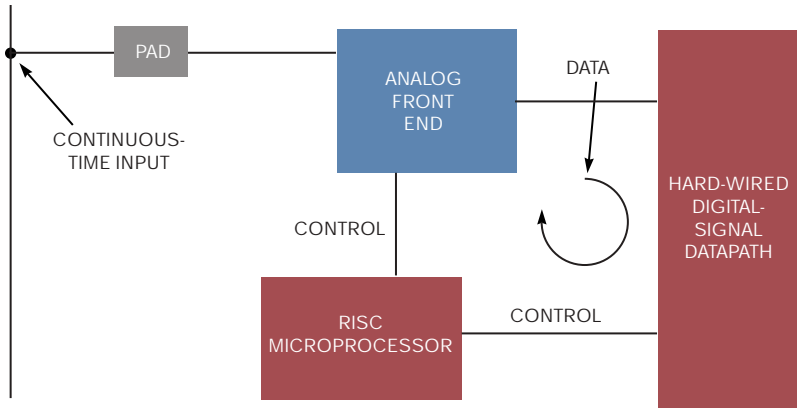 PAD
ANALOG
FRONT
END
DATA
CONTINUOUS-
TIME INPUT
HARD-WIRED
DIGITAL-
SIGNAL
DATAPATH
CONTROL
RISC
MICROPROCESSOR
CONTROL